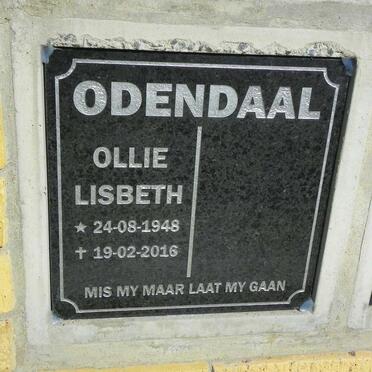 ODENDAAL
OLLIE
LISBETH
★ 24-08-1948
✝ 19-02-2016
MIS MY MAAR LAAT MY GAAN